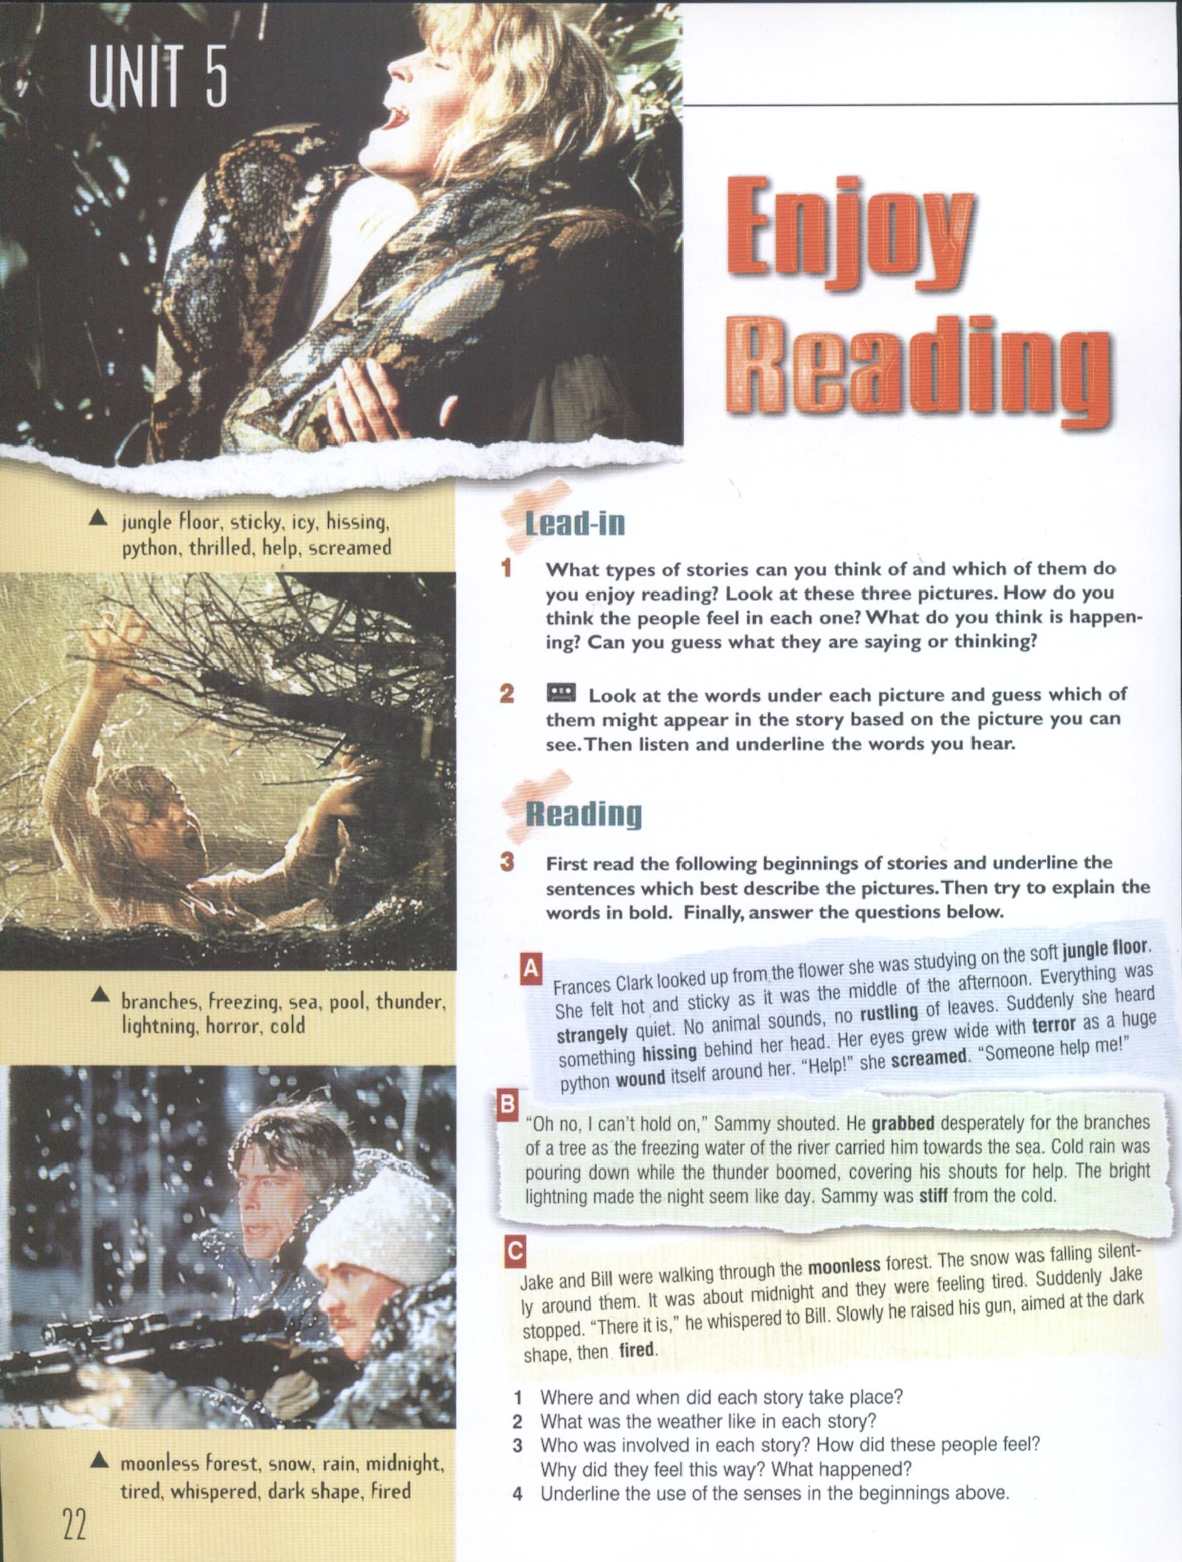 UNIT 5
Enjoy
Reading
▲ jungle floor, sticky, icy, hissing,
python, thrilled, help, screamed
▲ branches, freezing, sea, pool, thunder,
lightning, horror, cold
▲ moonless forest, snow, rain, midnight,
tired, whispered, dark shape, fired
22
Lead-in
1 What types of stories can you think of and which of them do
you enjoy reading? Look at these three pictures. How do you
think the people feel in each one? What do you think is happen-
ing? Can you guess what they are saying or thinking?
2 Look at the words under each picture and guess which of
them might appear in the story based on the picture you can
see. Then listen and underline the words you hear.
Reading
3 First read the following beginnings of stories and underline the
sentences which best describe the pictures. Then try to explain the
words in bold. Finally, answer the questions below.
A
Frances Clark looked up from the flower she was studying on the soft jungle floor.
She felt hot and sticky as it was the middle of the afternoon. Everything was
strangely quiet. No animal sounds, no rustling of leaves. Suddenly she heard
something hissing behind her head. Her eyes grew wide with terror as a huge
python wound itself around her. “Help!” she screamed. “Someone help me!”
B
“Oh no, I can't hold on,” Sammy shouted. He grabbed desperately for the branches
of a tree as the freezing water of the river carried him towards the sea. Cold rain was
pouring down while the thunder boomed, covering his shouts for help. The bright
lightning made the night seem like day. Sammy was stiff from the cold.
C
Jake and Bill were walking through the moonless forest. The snow was falling silent-
ly around them. It was about midnight and they were feeling tired. Suddenly Jake
stopped. “There it is,” he whispered to Bill. Slowly he raised his gun, aimed at the dark
shape, then fired.
1 Where and when did each story take place?
2 What was the weather like in each story?
3 Who was involved in each story? How did these people feel?
Why did they feel this way? What happened?
4 Underline the use of the senses in the beginnings above.